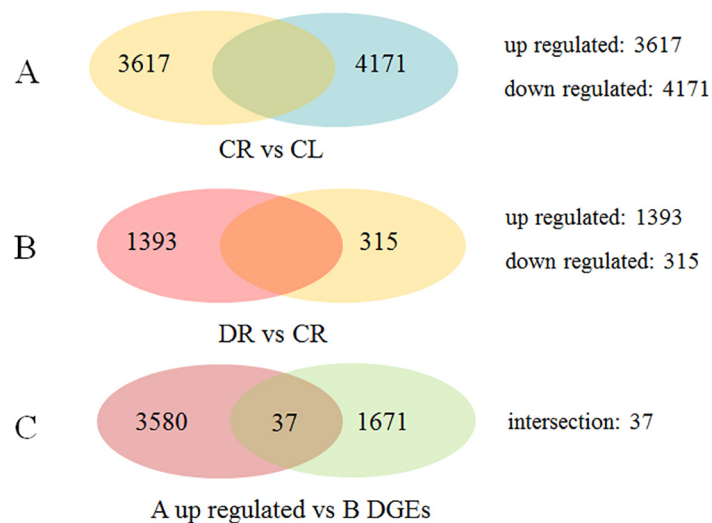 A
3617
4171
up regulated: 3617
down regulated: 4171
CR vs CL
B
1393
315
up regulated: 1393
down regulated: 315
DR vs CR
C
3580
37
1671
intersection: 37
A up regulated vs B DGEs